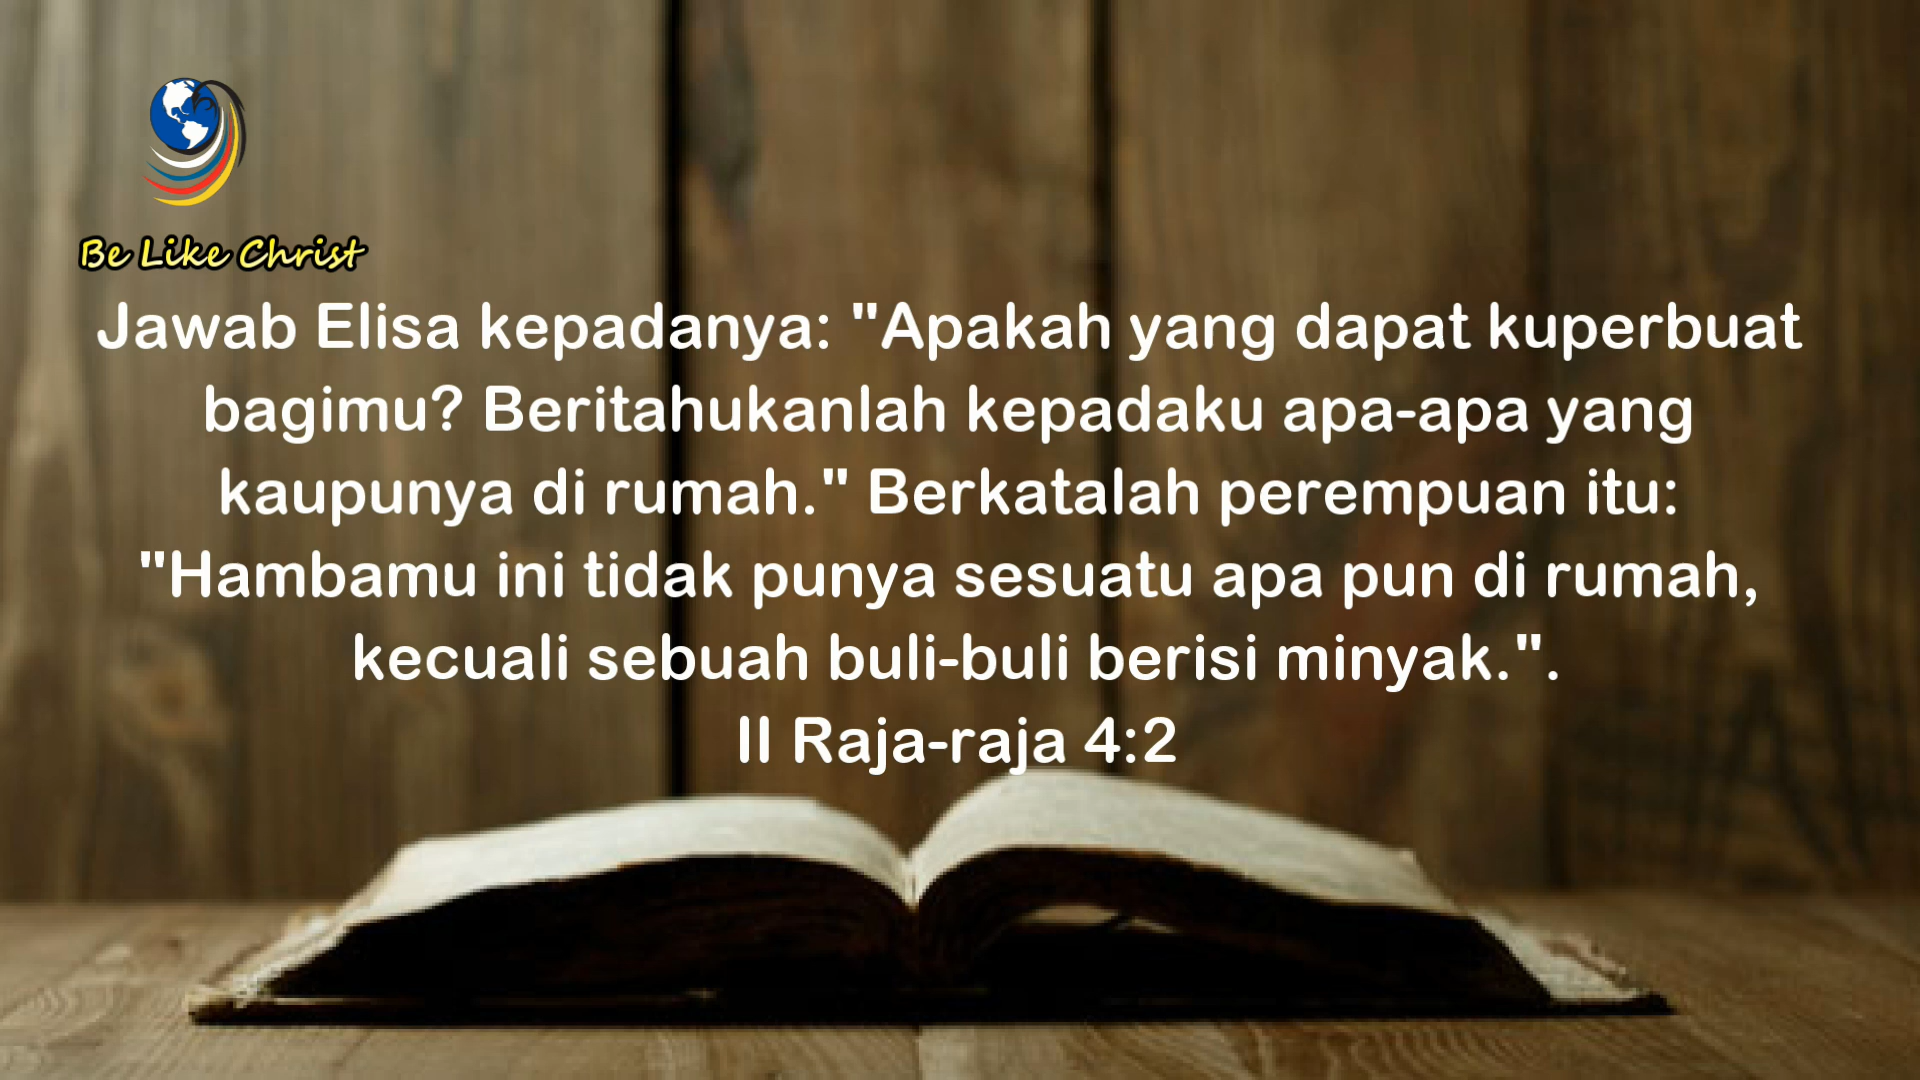 Be Like Christ
Jawab Elisa kepadanya: "Apakah yang dapat kuperbuat
bagimu? Beritahukanlah kepadaku apa-apa yang
kaupunya di rumah." Berkatalah perempuan itu:
"Hambamu ini tidak punya sesuatu apa pun di rumah,
kecuali sebuah buli-buli berisi minyak.".
II Raja-raja 4:2